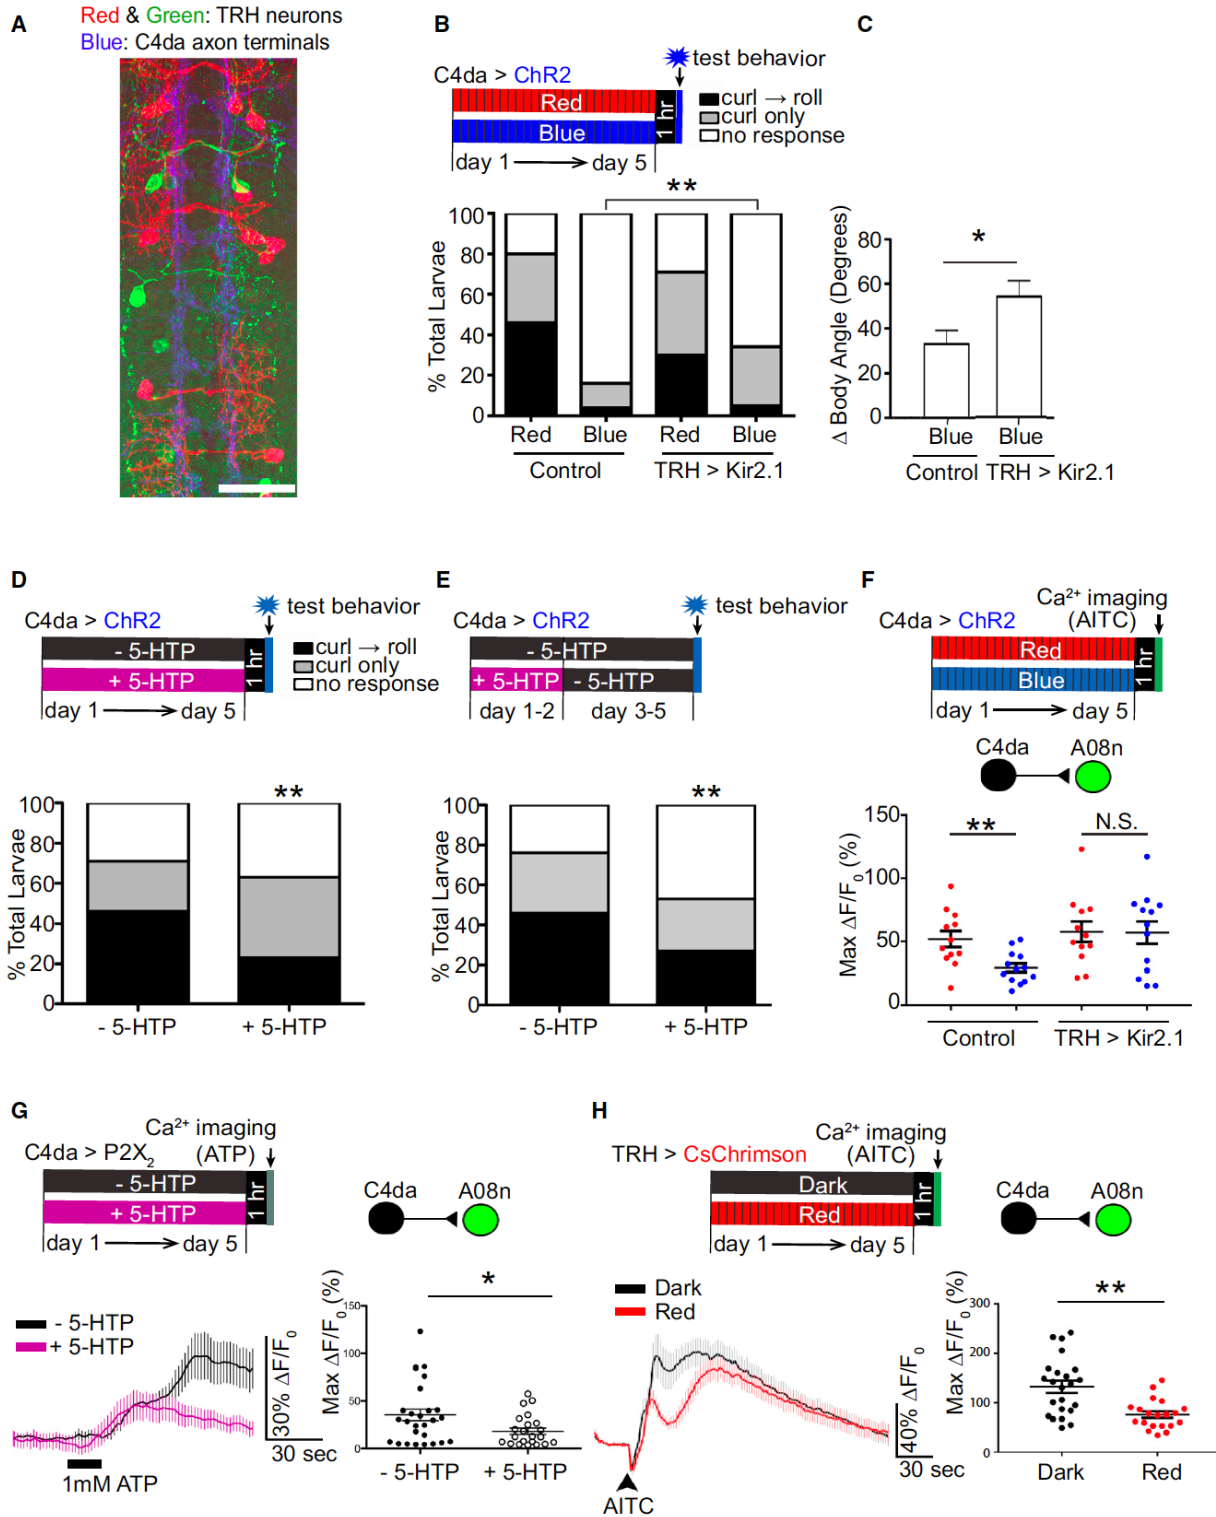 A
Red & Green: TRH neurons
Blue: C4da axon terminals
B
test behavior
C4da > ChR2
Red
Blue
1 hr
curl → roll
curl only
no response
day 1 → day 5
**
% Total Larvae
100
80
60
40
20
0
Red Blue Red Blue
Control TRH > Kir2.1
C
Δ Body Angle (Degrees)
80
60
40
20
0
*
Blue Blue
Control TRH > Kir2.1
D
test behavior
C4da > ChR2
- 5-HTP
+ 5-HTP
1 hr
curl → roll
curl only
no response
day 1 → day 5
% Total Larvae
100
80
60
40
20
0
**
- 5-HTP + 5-HTP
E
test behavior
C4da > ChR2
- 5-HTP
+ 5-HTP - 5-HTP
day 1-2 day 3-5
% Total Larvae
100
80
60
40
20
0
**
- 5-HTP + 5-HTP
F
Ca²⁺ imaging
(AITC)
C4da > ChR2
Red
Blue
1 hr
day 1 → day 5
C4da A08n
Max ΔF/F₀ (%)
150
100
50
0
** N.S.
Control TRH > Kir2.1
G
Ca²⁺ imaging
(ATP)
C4da > P2X₂
- 5-HTP
+ 5-HTP
1 hr
day 1 → day 5
C4da A08n
- 5-HTP
+ 5-HTP
30% ΔF/F₀
30 sec
1mM ATP
Max ΔF/F₀ (%)
150
100
50
0
*
- 5-HTP + 5-HTP
H
Ca²⁺ imaging
(AITC)
TRH > CsChrimson
Dark
Red
1 hr
day 1 → day 5
C4da A08n
Dark
Red
40% ΔF/F₀
30 sec
AITC
Max ΔF/F₀ (%)
300
200
100
0
**
Dark Red